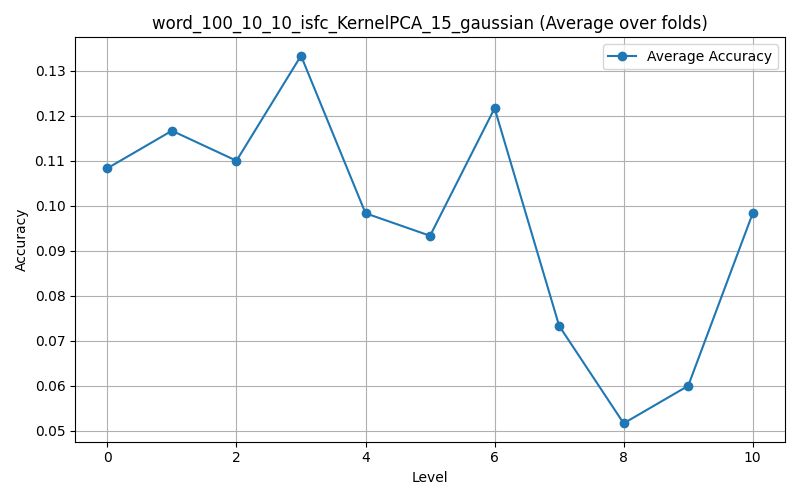 word_100_10_10_isfc_KernelPCA_15_gaussian (Average over folds)
Average Accuracy
0.13
0.12
0.11
0.10
0.09
0.08
0.07
0.06
0.05
Accuracy
0 2 4 6 8 10
Level